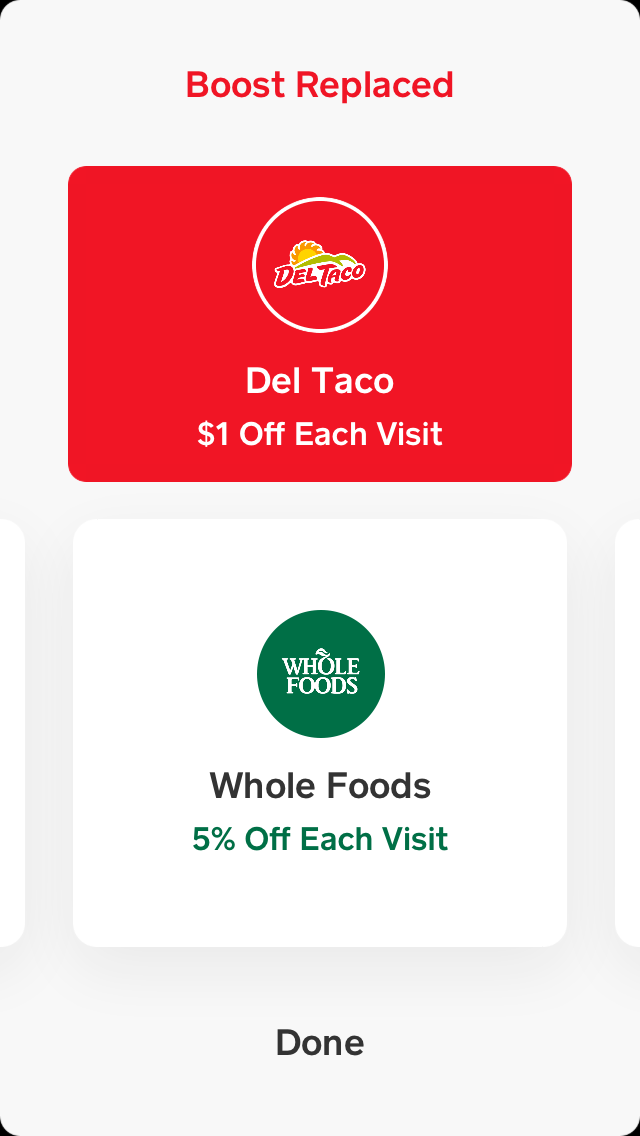 Boost Replaced
DEL TACO
Del Taco
$1 Off Each Visit
WHOLE
FOODS
Whole Foods
5% Off Each Visit
Done